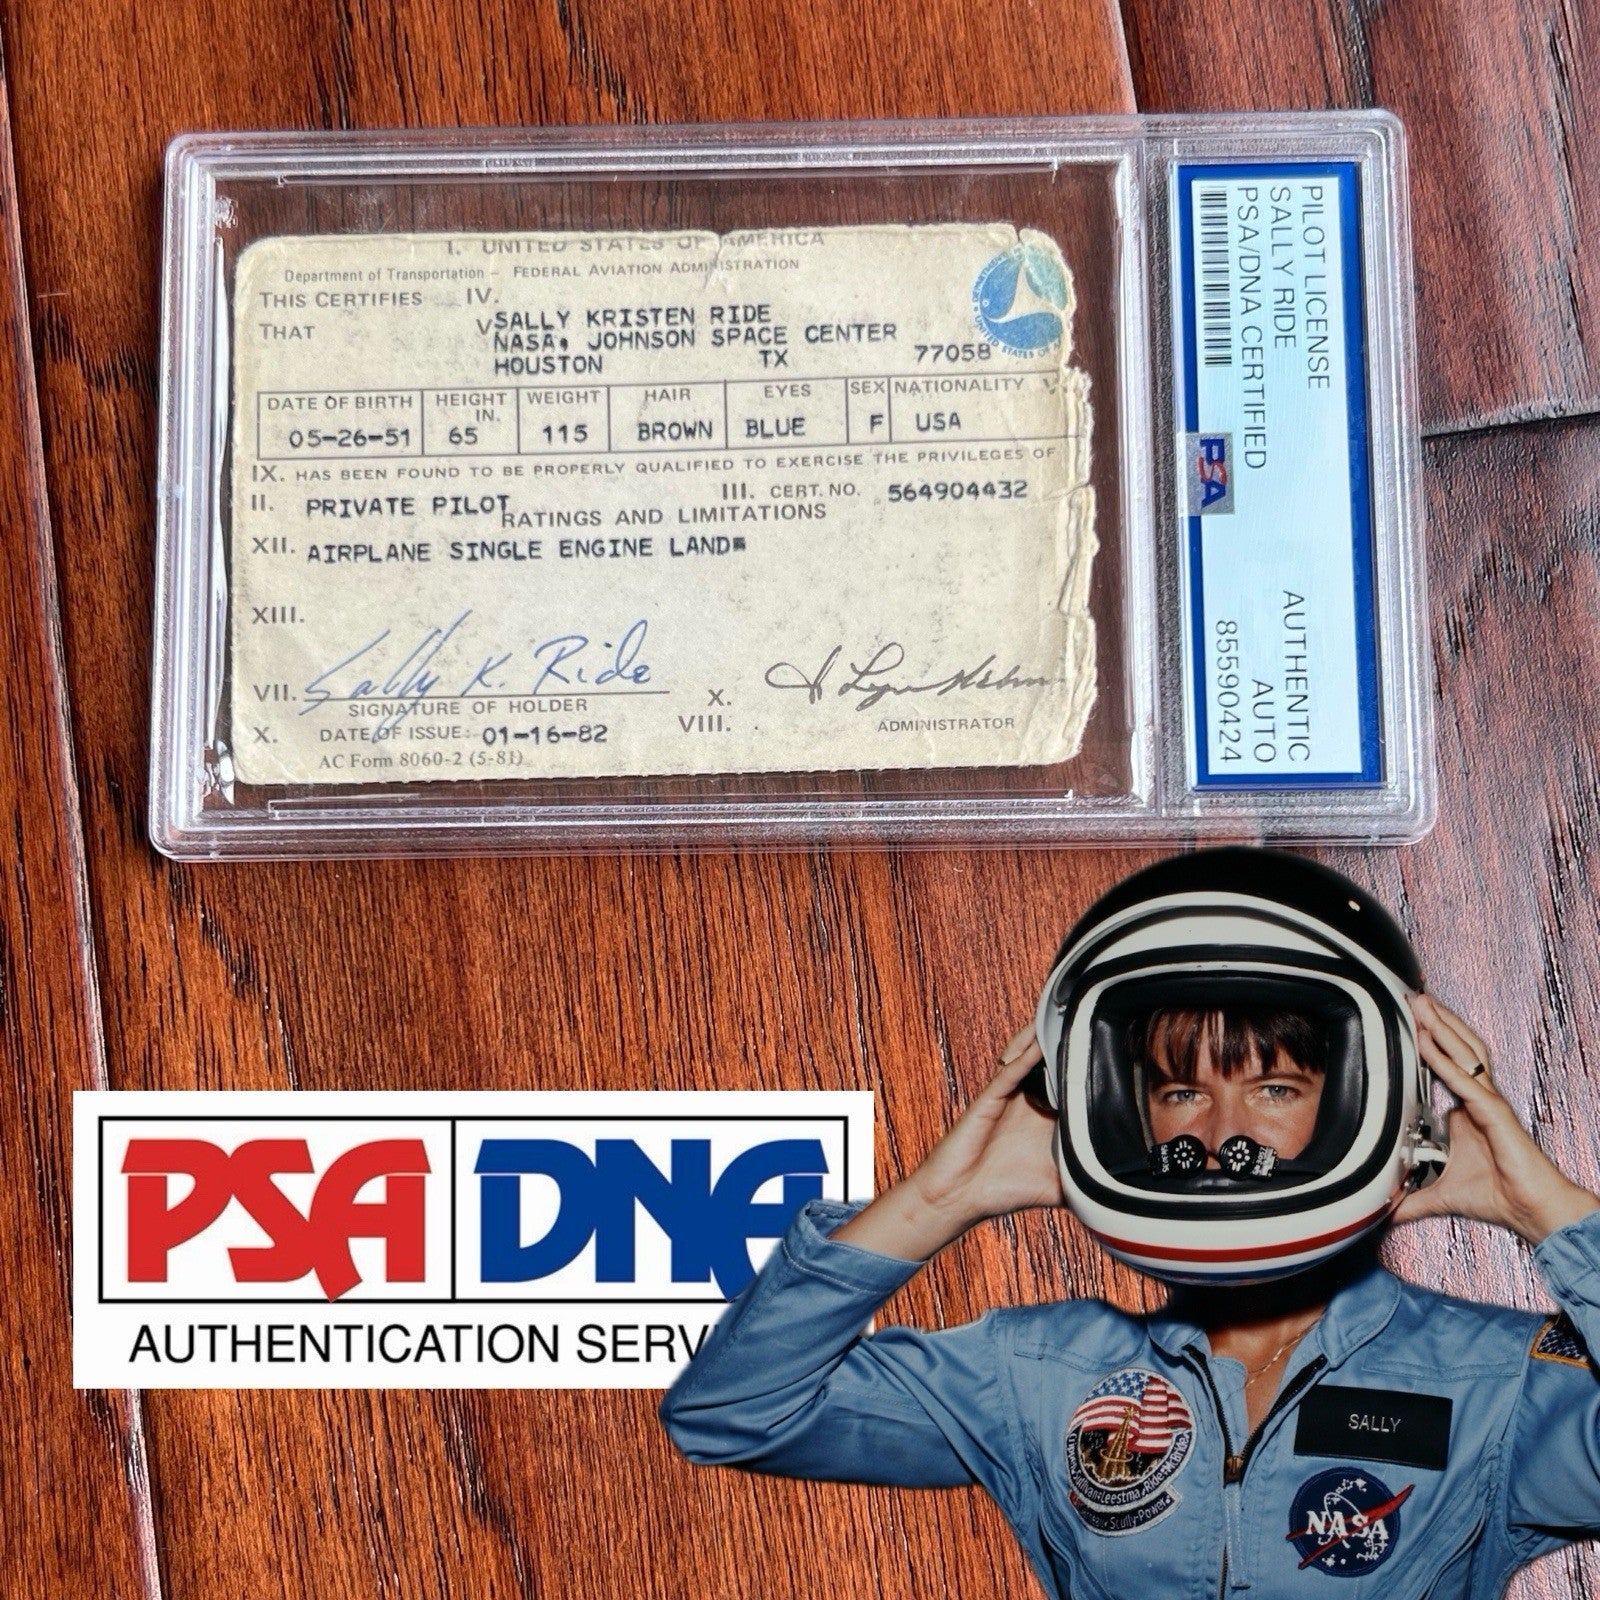 I. UNITED STATES OF AMERICA
Department of Transportation — FEDERAL AVIATION ADMINISTRATION
THIS CERTIFIES IV.
THAT V. SALLY KRISTEN RIDE
NASA, JOHNSON SPACE CENTER
HOUSTON TX 77058
DATE OF BIRTH HEIGHT IN. WEIGHT HAIR EYES SEX NATIONALITY V.
05-26-51 65 115 BROWN BLUE F USA
IX. HAS BEEN FOUND TO BE PROPERLY QUALIFIED TO EXERCISE THE PRIVILEGES OF
II. PRIVATE PILOT III. CERT. NO. 564904432
RATINGS AND LIMITATIONS
XII. AIRPLANE SINGLE ENGINE LAND
XIII.
VII. Sally K. Ride X.
SIGNATURE OF HOLDER VIII. . ADMINISTRATOR
X. DATE OF ISSUE: 01-16-82
AC Form 8060-2 (5-81)
PILOT LICENSE
SALLY RIDE
PSA/DNA CERTIFIED
PSA
AUTHENTIC
AUTO
85590424
PSA DNA
AUTHENTICATION SERV
SALLY
NASA